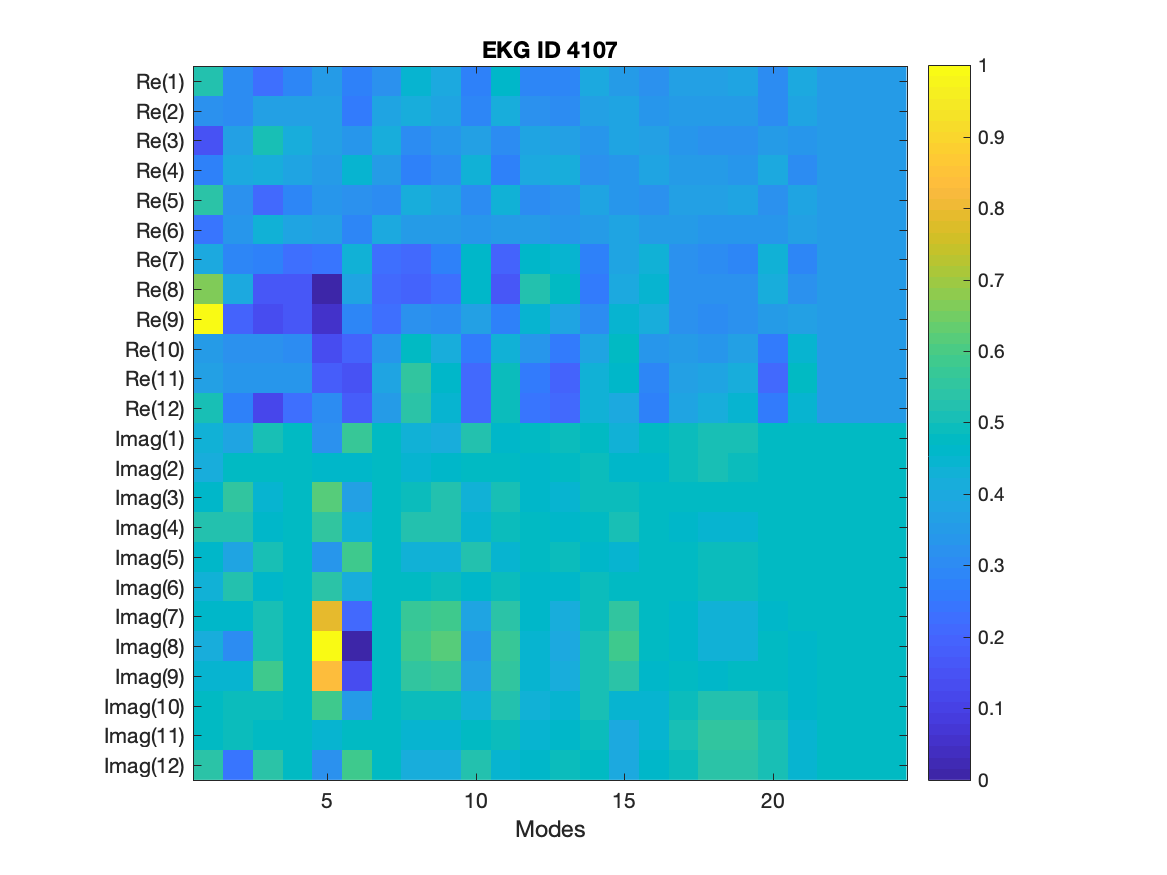 EKG ID 4107
Re(1)
Re(2)
Re(3)
Re(4)
Re(5)
Re(6)
Re(7)
Re(8)
Re(9)
Re(10)
Re(11)
Re(12)
Imag(1)
Imag(2)
Imag(3)
Imag(4)
Imag(5)
Imag(6)
Imag(7)
Imag(8)
Imag(9)
Imag(10)
Imag(11)
Imag(12)
5 10 15 20
Modes
1
0.9
0.8
0.7
0.6
0.5
0.4
0.3
0.2
0.1
0